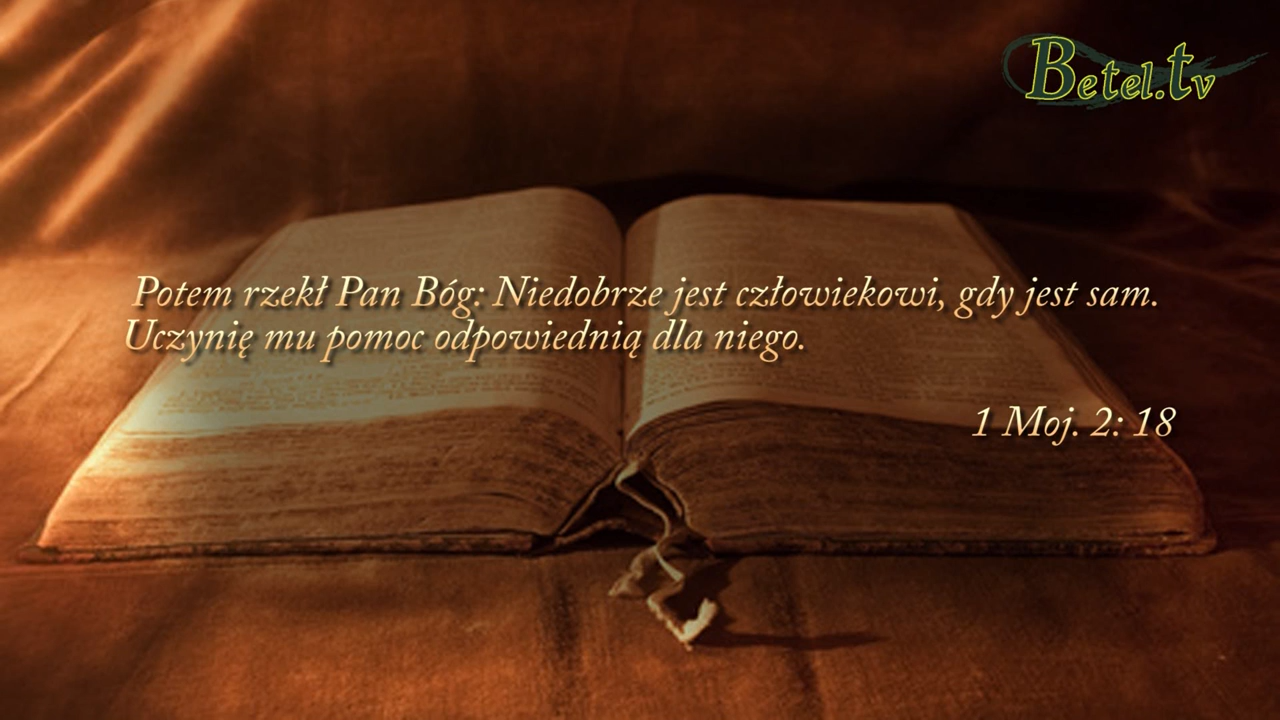 Betel.tv
Potem rzekł Pan Bóg: Niedobrze jest człowiekowi, gdy jest sam.
Uczynię mu pomoc odpowiednią dla niego.
1 Moj. 2: 18